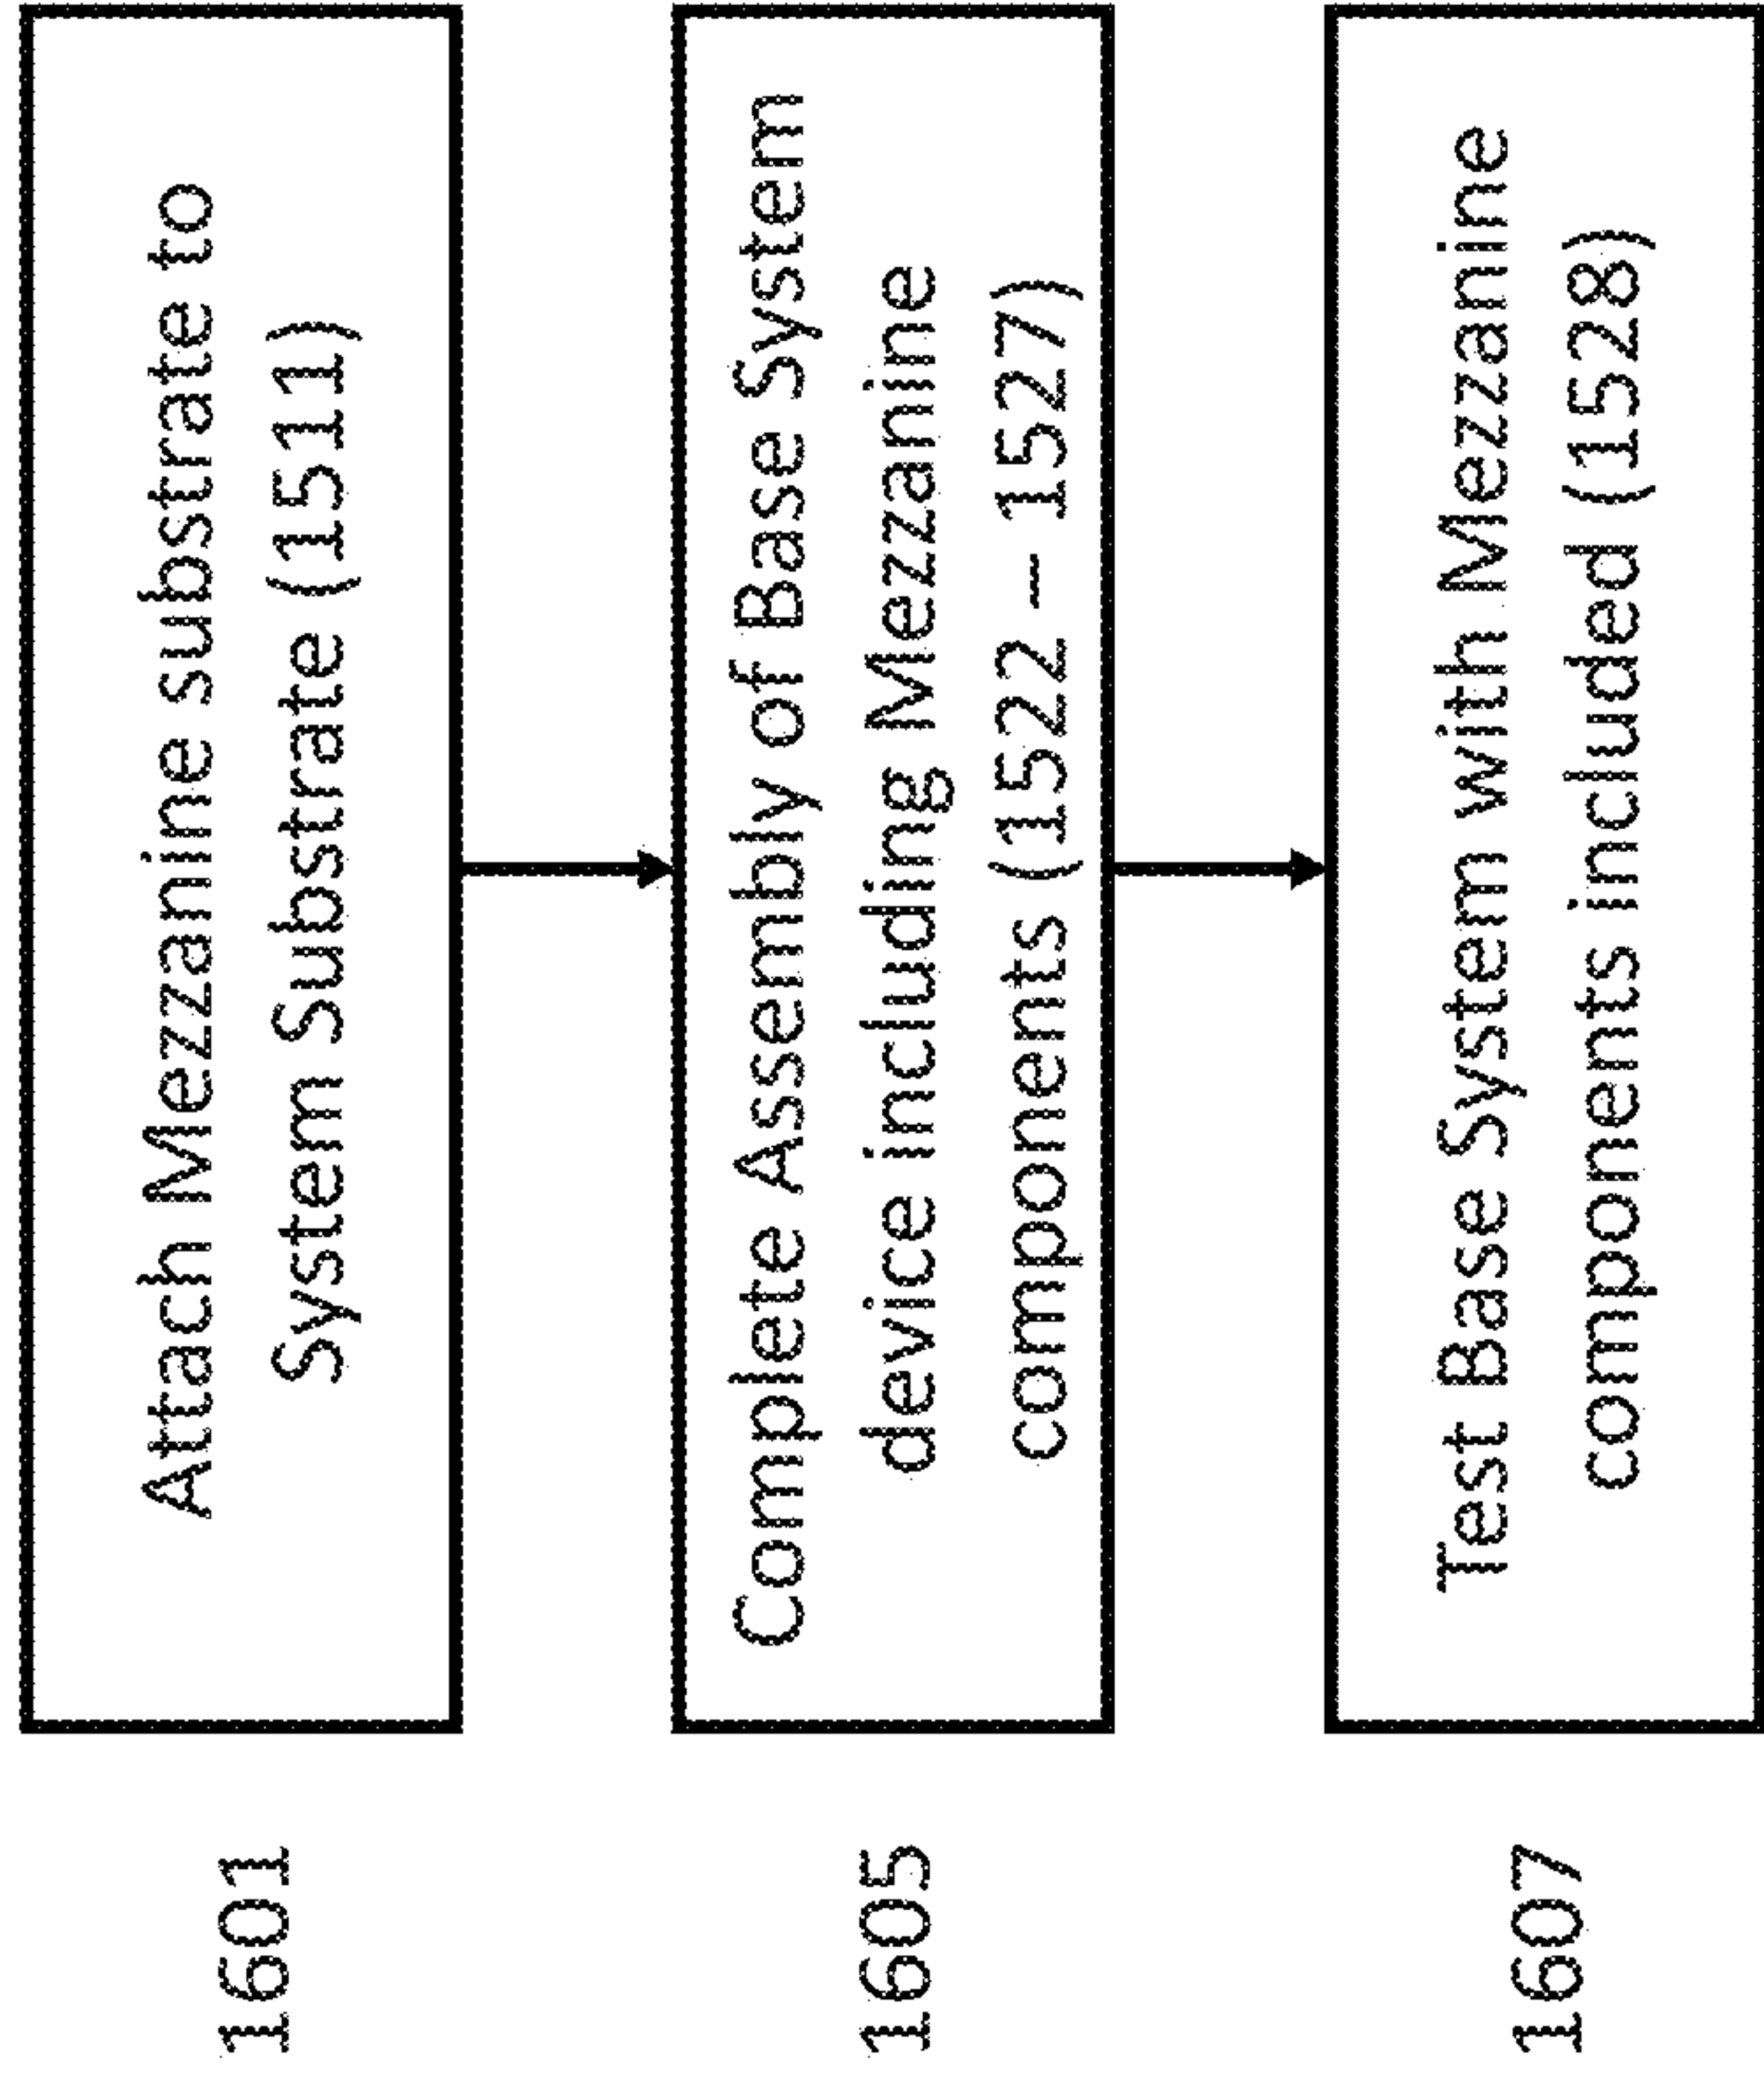 1601
Attach Mezzanine substrate to
System Substrate (1511)
1605
Complete Assembly of Base System
device including Mezzanine
components (1522 – 1527)
1607
Test Base System with Mezzanine
components included (1528)